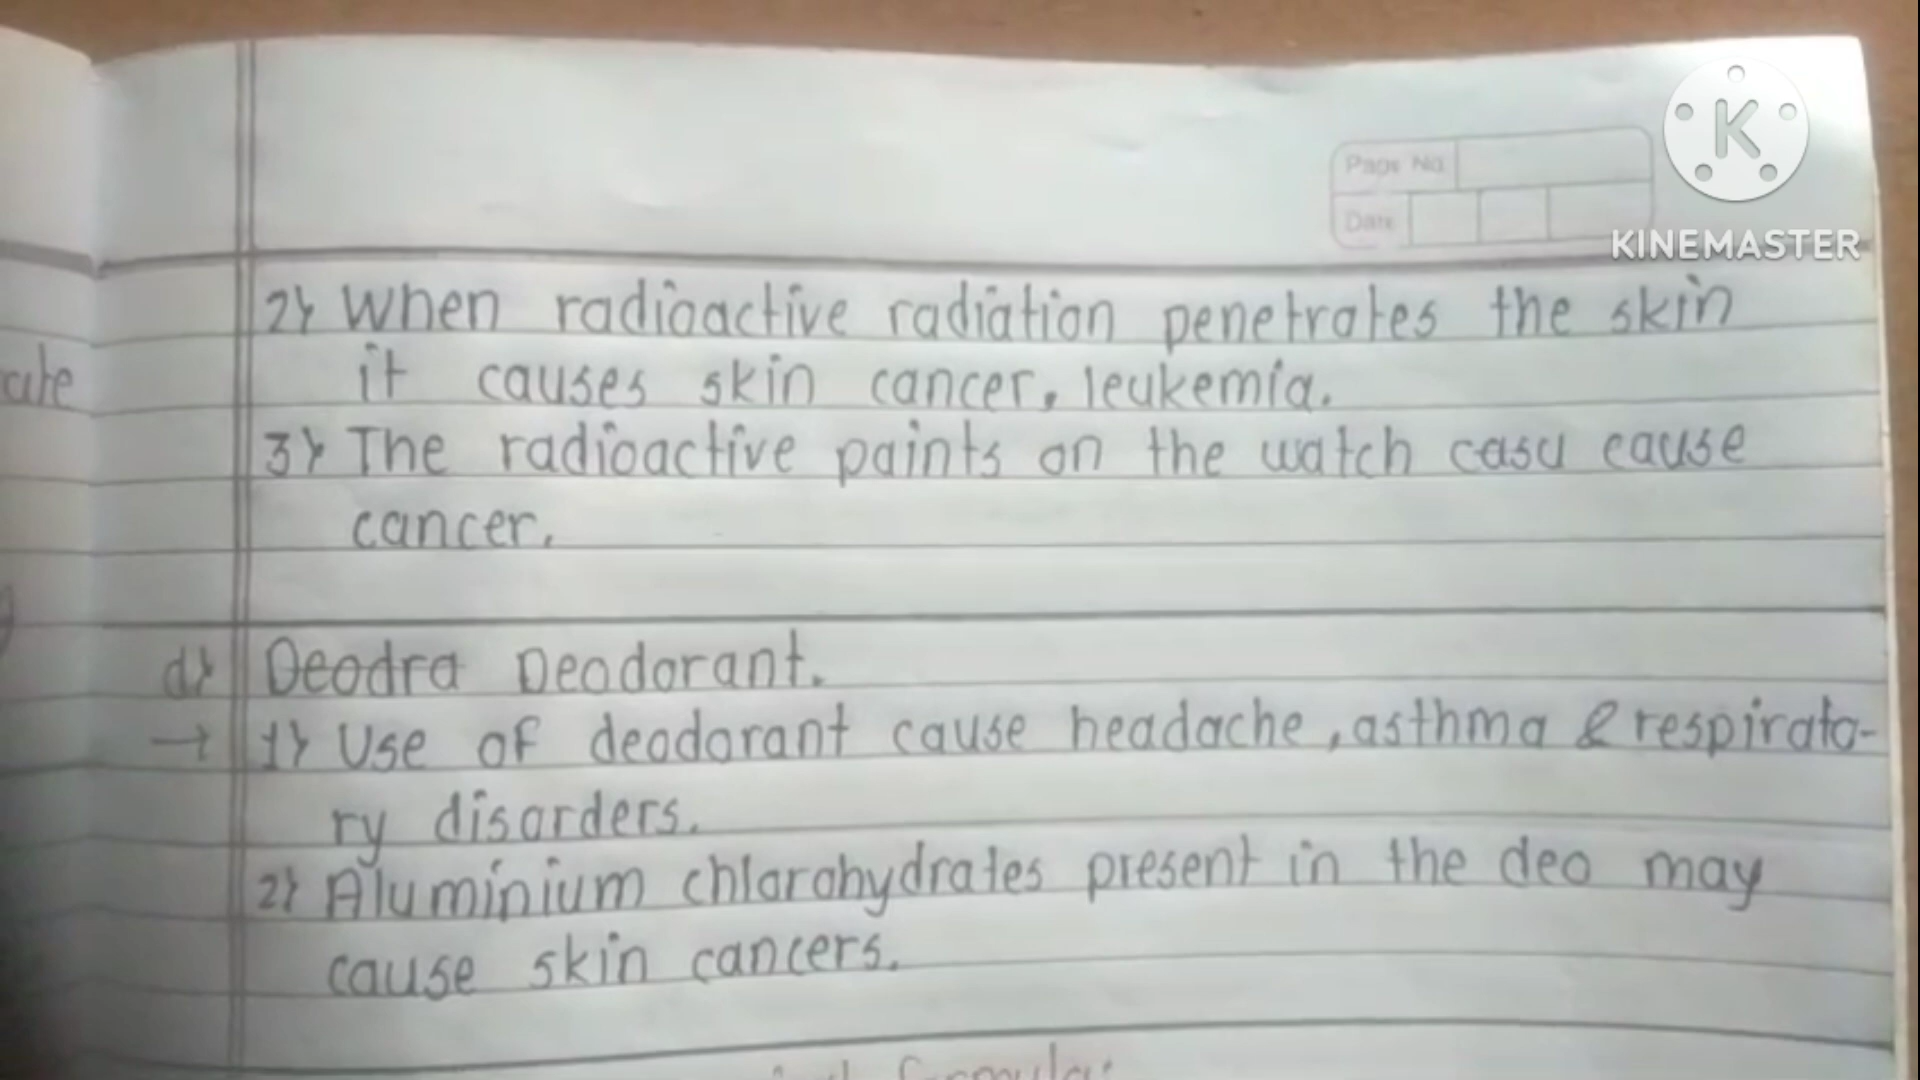 Page No.
Date
K
KINEMASTER
2} When radioactive radiation penetrates the skin
it causes skin cancer, leukemia.
3} The radioactive paints on the watch casu cause
cancer.
ate
d} Deodra Deodorant.
→ 1} Use of deodorant cause headache, asthma & respirato-
ry disorders.
2} Aluminium chlorohydrates present in the deo may
cause skin cancers.
formula: